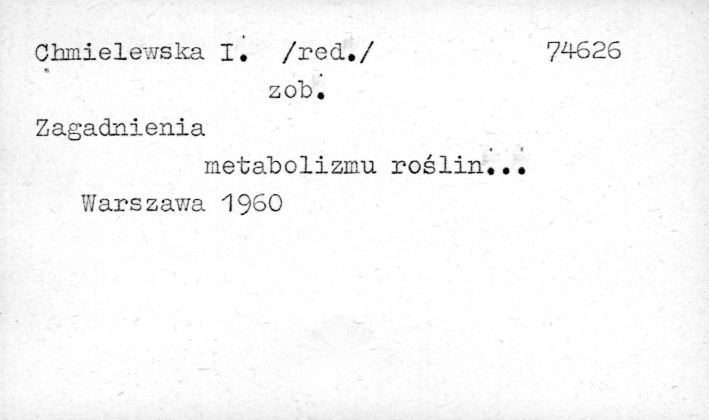 Chmielewska I. /red./ 74626
zob.
Zagadnienia
metabolizmu roślin...
Warszawa 1960